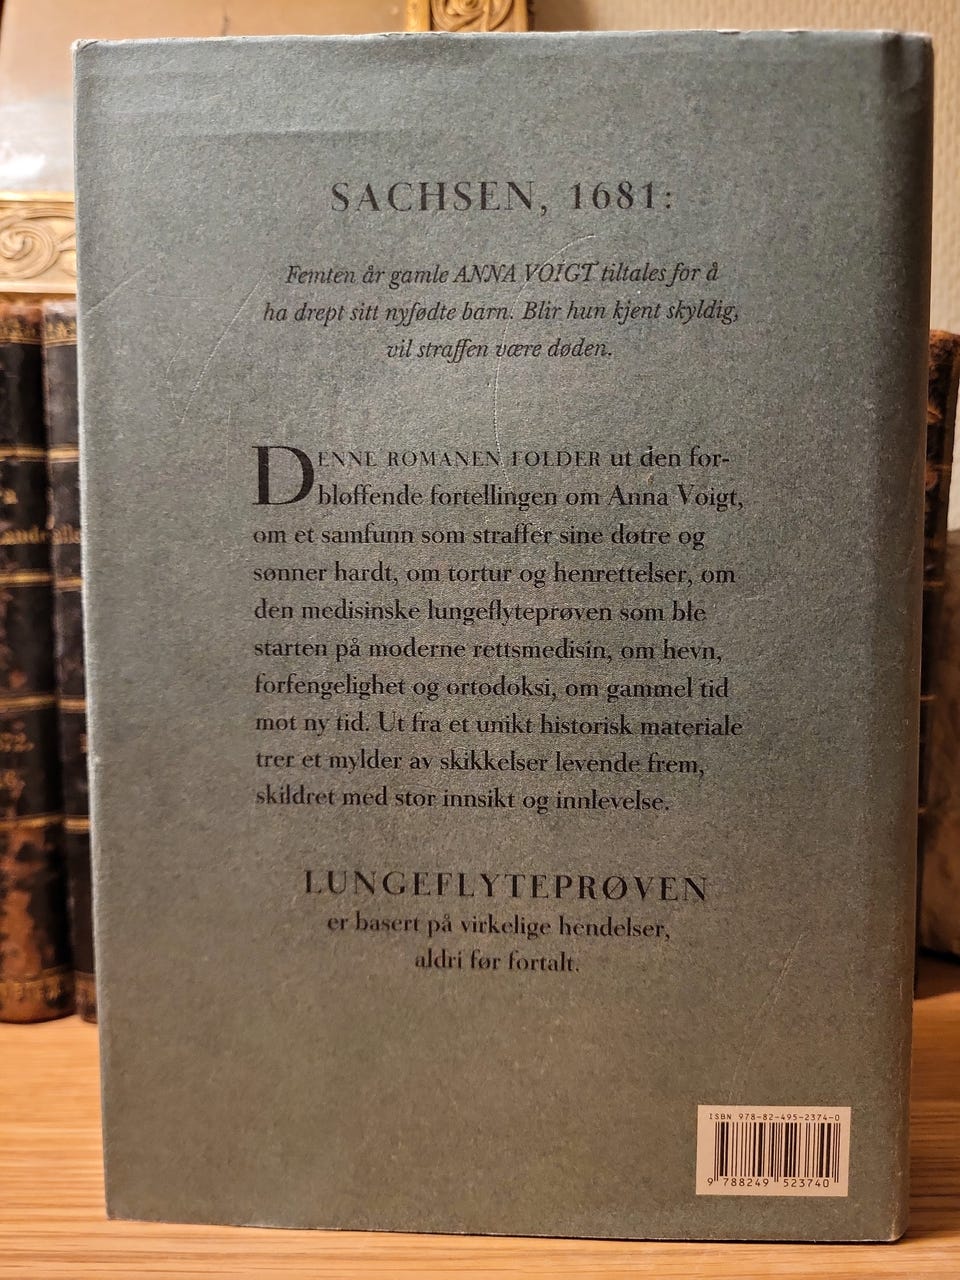 SACHSEN, 1681:
Femten år gamle ANNA VOIGT tiltales for å
ha drept sitt nyfødte barn. Blir hun kjent skyldig,
vil straffen være døden.
DENNE ROMANEN FOLDER ut den for-
bløffende fortellingen om Anna Voigt,
om et samfunn som straffer sine døtre og
sønner hardt, om tortur og henrettelser, om
den medisinske lungeflyteprøven som ble
starten på moderne rettsmedisin, om hevn,
forfengelighet og ortodoksi, om gammel tid
mot ny tid. Ut fra et unikt historisk materiale
trer et mylder av skikkelser levende frem,
skildret med stor innsikt og innlevelse.
LUNGEFLYTEPRØVEN
er basert på virkelige hendelser,
aldri før fortalt.
ISBN 978-82-495-2374-0
9 788249 523740